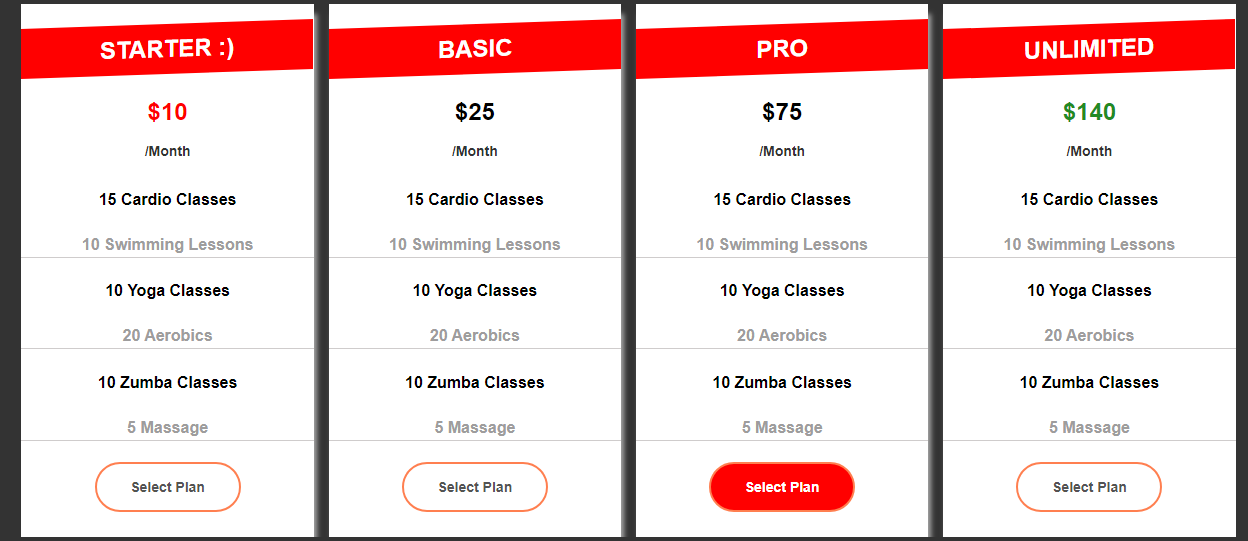 STARTER :)
$10
/Month
15 Cardio Classes
10 Swimming Lessons
10 Yoga Classes
20 Aerobics
10 Zumba Classes
5 Massage
Select Plan
BASIC
$25
/Month
15 Cardio Classes
10 Swimming Lessons
10 Yoga Classes
20 Aerobics
10 Zumba Classes
5 Massage
Select Plan
PRO
$75
/Month
15 Cardio Classes
10 Swimming Lessons
10 Yoga Classes
20 Aerobics
10 Zumba Classes
5 Massage
Select Plan
UNLIMITED
$140
/Month
15 Cardio Classes
10 Swimming Lessons
10 Yoga Classes
20 Aerobics
10 Zumba Classes
5 Massage
Select Plan